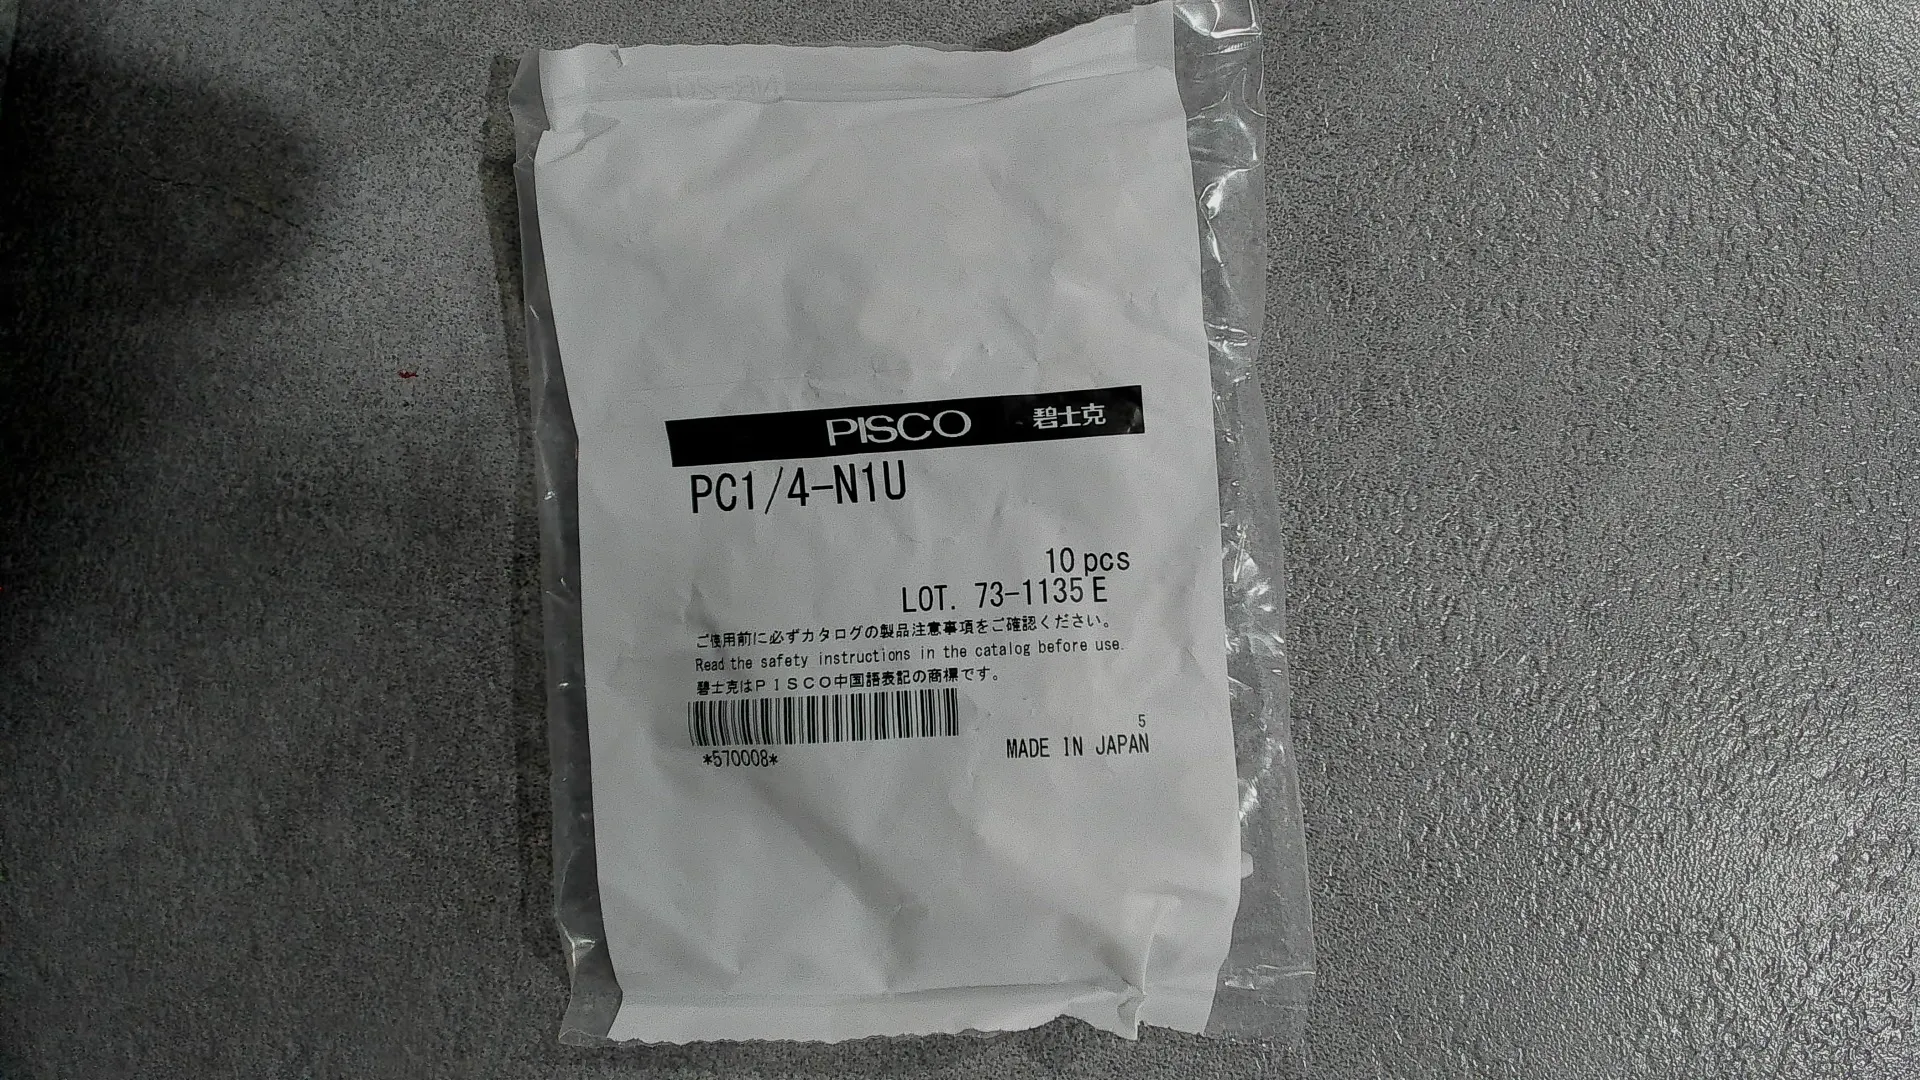 PISCO 碧士克
PC1/4-N1U
10 pcs
LOT. 73-1135 E
ご使用前に必ずカタログの製品注意事項をご確認ください。
Read the safety instructions in the catalog before use.
碧士克はPISCO中国語表記の商標です。
5
*570008*
MADE IN JAPAN